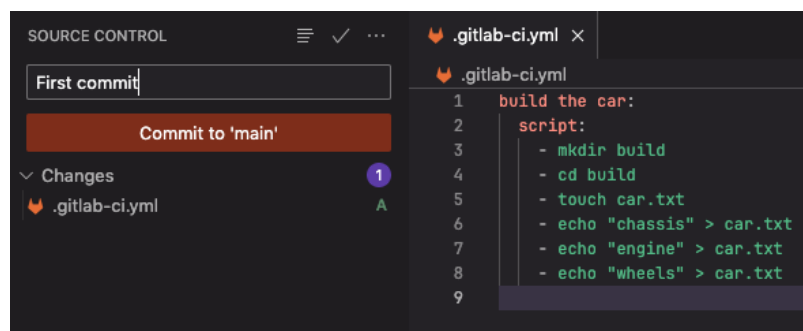 SOURCE CONTROL
First commit
Commit to 'main'
Changes 1
.gitlab-ci.yml A
.gitlab-ci.yml
.gitlab-ci.yml
1 build the car:
2 script:
3 - mkdir build
4 - cd build
5 - touch car.txt
6 - echo "chassis" > car.txt
7 - echo "engine" > car.txt
8 - echo "wheels" > car.txt
9